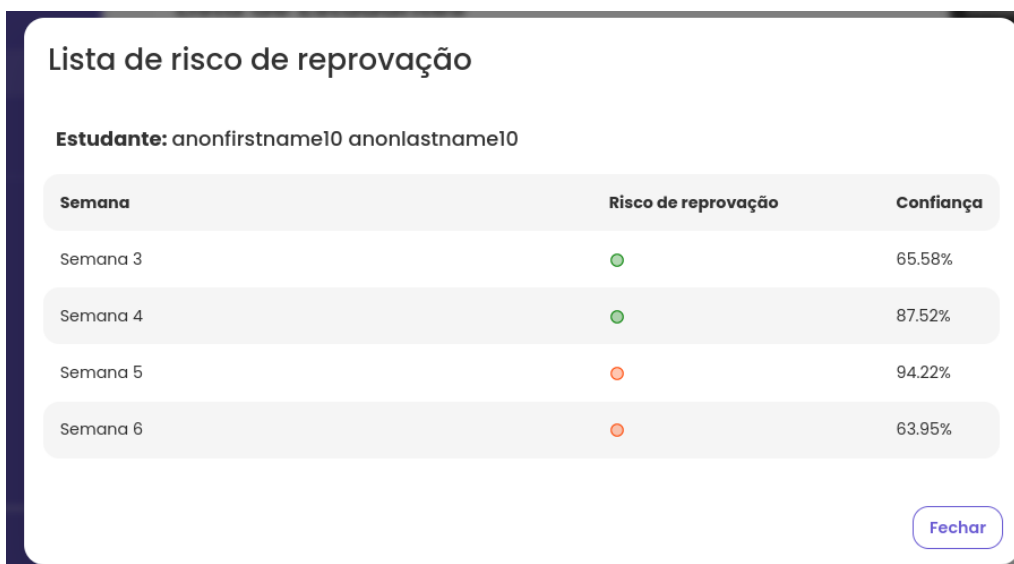 Lista de risco de reprovação
Estudante: anonfirstname10 anonlastname10
Semana Risco de reprovação Confiança
Semana 3 65.58%
Semana 4 87.52%
Semana 5 94.22%
Semana 6 63.95%
Fechar